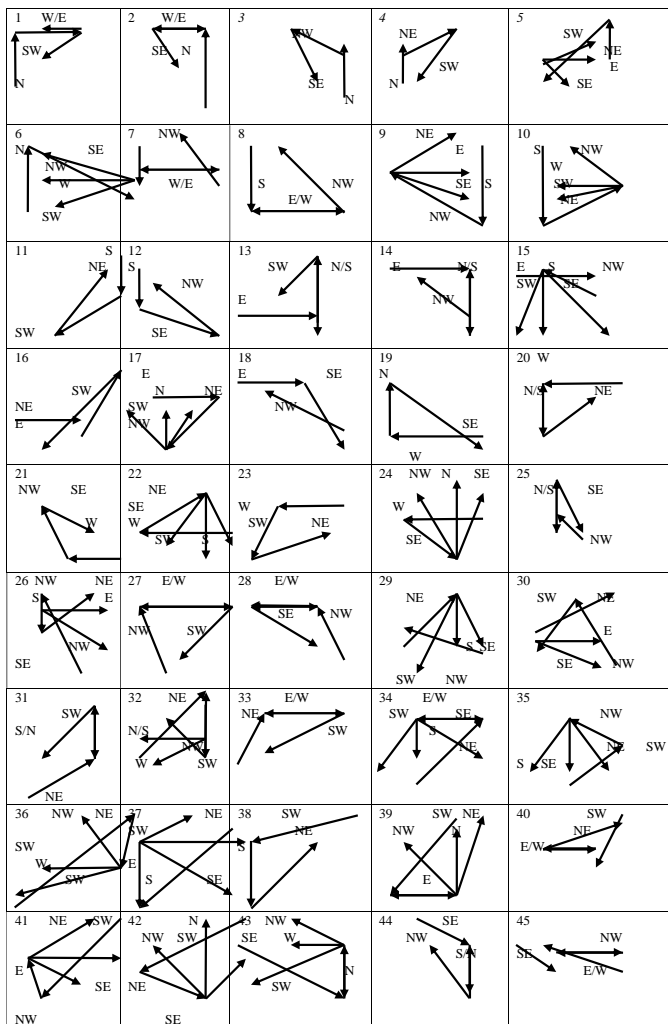 1 W/E
SW
N
2 W/E
SE N
3
NW
SE
N
4
NE
SW
N
5
SW
NE
E
SE
6
N SE
NW
W
SW
7 NW
W/E
8
S NW
E/W
9 NE
E
SE S
NW
10
S NW
W
SW
NE
11 S
NE
SW
12
S
NW
SE
13
SW N/S
E
14
E N/S
NW
15
E S NW
SW SE
16
SW
NE
E
17
E
N NE
SW
NW
18
E SE
NW
19
N
SE
W
20 W
N/S NE
21
NW SE
W
22
NE
SE
W
SW S
23
W
SW NE
24 NW N SE
W
SE
25
N/S SE
NW
26 NW NE
S E
NW
SE
27 E/W
NW SW
28 E/W
SE NW
29
NE
S SE
SW NW
30
SW NE
E
SE NW
31
SW
S/N
NE
32 NE
N/S
NW
W SW
33 E/W
NE
SW
34 E/W
SW SE
S
NE
35
NW
NE SW
S SE
36 NW NE
SW
W E
SW
37 NE
SW
S SE
38 SW
NE
S
39 SW NE
NW N
E
40 SW
NE
E/W
41 NE SW
E
SE
NW
42 N
NW SW
NE
SE
43 NW
SE W
N
SW
44 SE
NW S/N
45
NW
SE
E/W